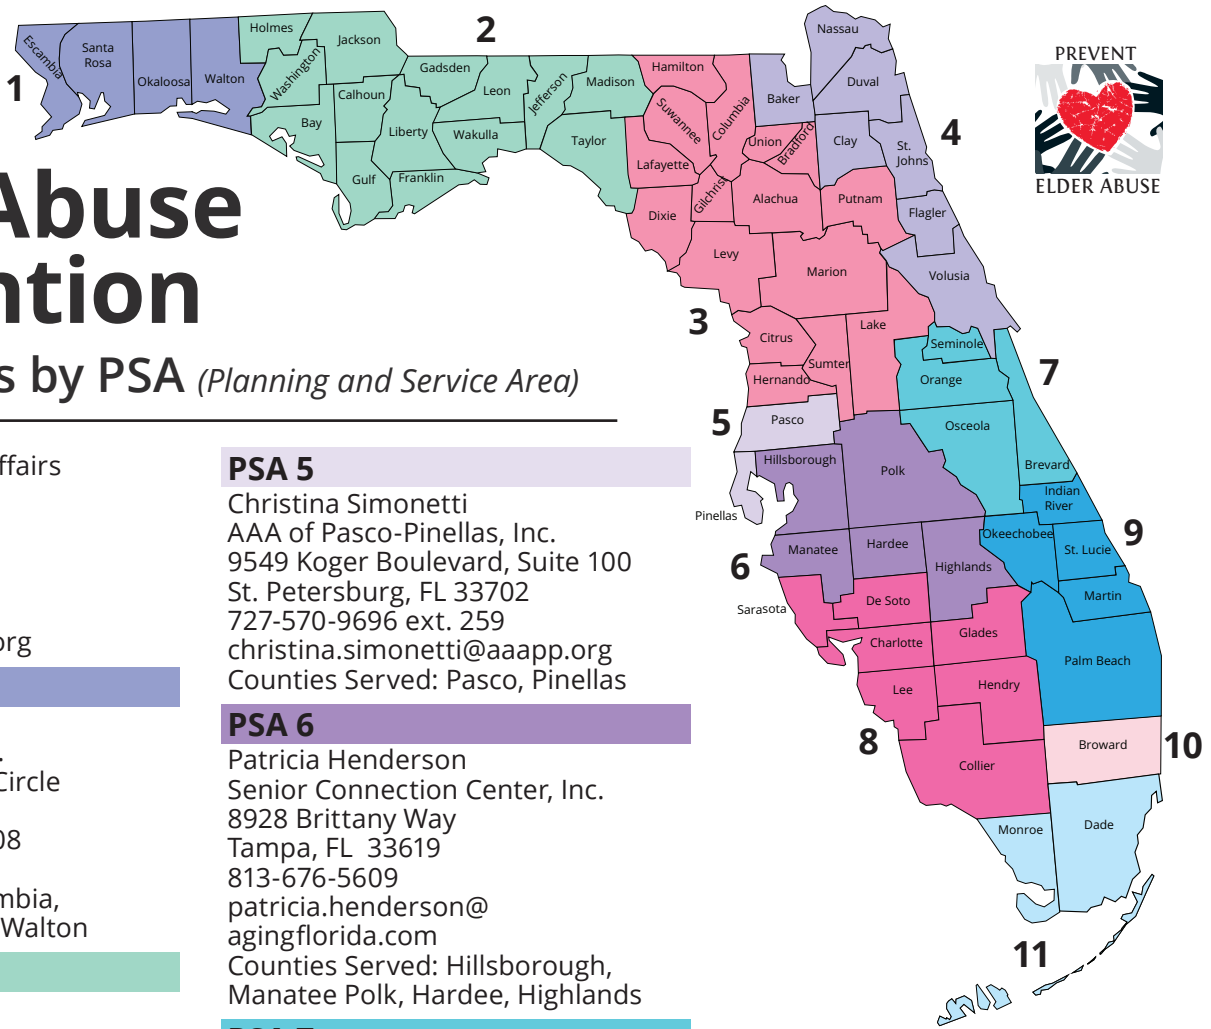 Abuse
ntion
s by PSA (Planning and Service Area)
ffairs
org
.
Circle
08
mbia,
Walton
PSA 5
Christina Simonetti
AAA of Pasco-Pinellas, Inc.
9549 Koger Boulevard, Suite 100
St. Petersburg, FL 33702
727-570-9696 ext. 259
christina.simonetti@aaapp.org
Counties Served: Pasco, Pinellas
PSA 6
Patricia Henderson
Senior Connection Center, Inc.
8928 Brittany Way
Tampa, FL  33619
813-676-5609
patricia.henderson@
agingflorida.com
Counties Served: Hillsborough,
Manatee Polk, Hardee, Highlands
PREVENT
ELDER ABUSE
1
Escambia
Santa
Rosa
Okaloosa
Walton
2
Holmes
Jackson
Washington
Gadsden
Calhoun
Leon
Jefferson
Madison
Bay
Liberty
Wakulla
Taylor
Gulf
Franklin
3
Hamilton
Suwannee
Columbia
Union
Bradford
Lafayette
Gilchrist
Dixie
Alachua
Putnam
Levy
Marion
Citrus
Lake
Sumter
Hernando
4
Nassau
Duval
Baker
Clay
St.
Johns
Flagler
Volusia
5
Pasco
Pinellas
6
Hillsborough
Polk
Manatee
Hardee
Highlands
7
Seminole
Orange
Osceola
Brevard
8
Sarasota
De Soto
Charlotte
Glades
Lee
Hendry
Collier
9
Indian
River
Okeechobee
St. Lucie
Martin
Palm Beach
10
Broward
11
Monroe
Dade